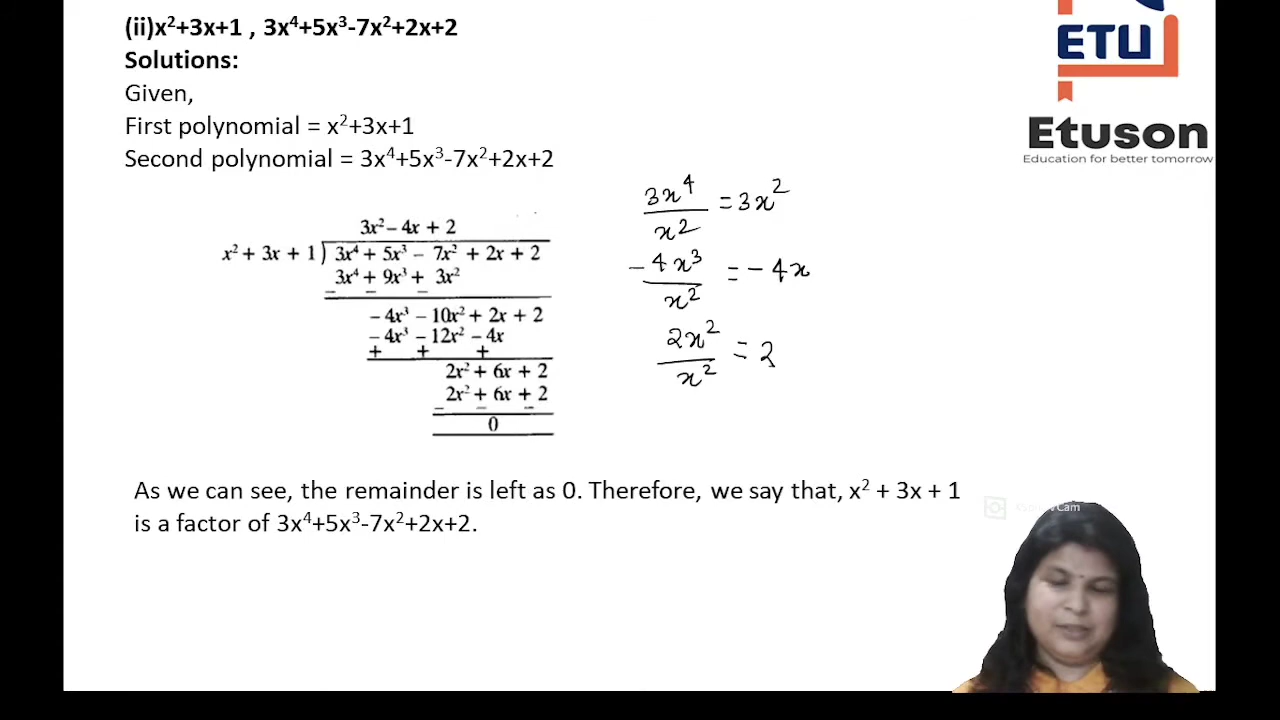 (ii)x²+3x+1 , 3x⁴+5x³-7x²+2x+2
Solutions:
Given,
First polynomial = x²+3x+1
Second polynomial = 3x⁴+5x³-7x²+2x+2
3x² – 4x + 2
x² + 3x + 1 ) 3x⁴ + 5x³ – 7x² + 2x + 2
3x⁴ + 9x³ + 3x²
– – –
– 4x³ – 10x² + 2x + 2
– 4x³ – 12x² – 4x
+ + +
2x² + 6x + 2
2x² + 6x + 2
– – –
0
3x⁴/x² = 3x²
-4x³/x² = -4x
2x²/x² = 2
As we can see, the remainder is left as 0. Therefore, we say that, x² + 3x + 1
is a factor of 3x⁴+5x³-7x²+2x+2.
ETU
Etuson
Education for better tomorrow